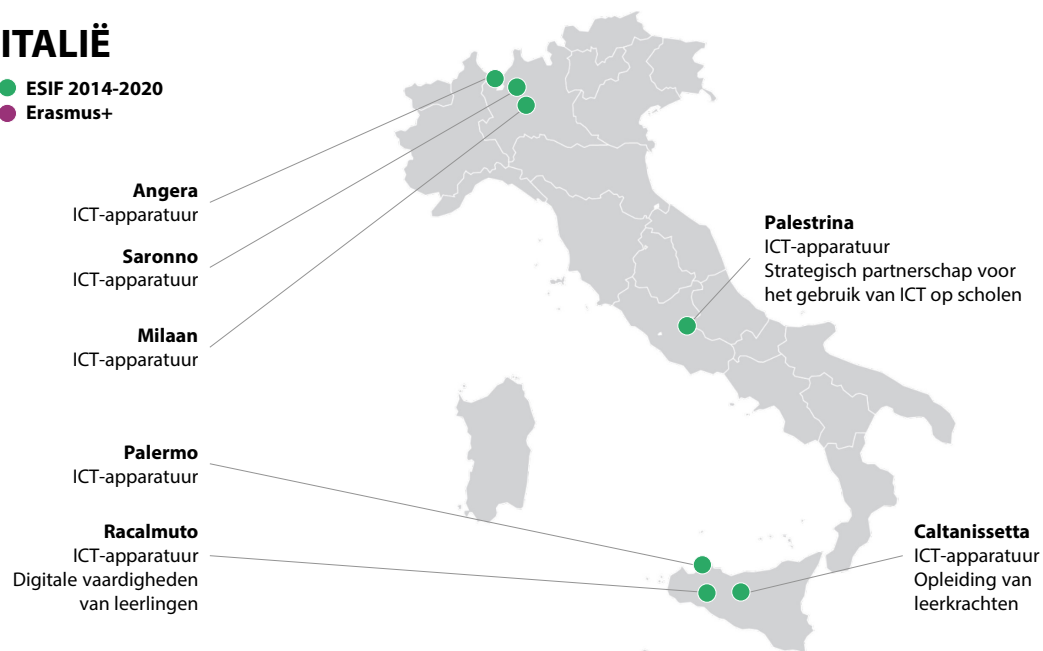 ITALIË
ESIF 2014-2020
Erasmus+
Angera
ICT-apparatuur
Saronno
ICT-apparatuur
Milaan
ICT-apparatuur
Palestrina
ICT-apparatuur
Strategisch partnerschap voor
het gebruik van ICT op scholen
Palermo
ICT-apparatuur
Racalmuto
ICT-apparatuur
Digitale vaardigheden
van leerlingen
Caltanissetta
ICT-apparatuur
Opleiding van
leerkrachten